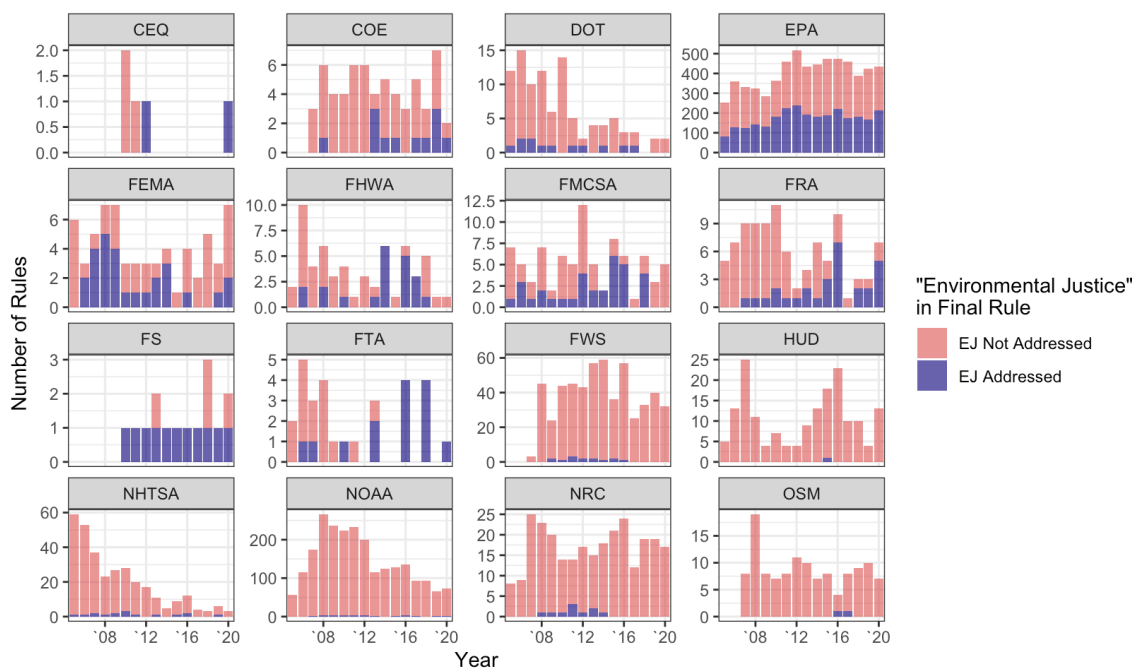 CEQ COE DOT EPA
2.0 1.5 1.0 0.5 0.0
6 4 2 0
15 10 5 0
500 400 300 200 100 0
FEMA FHWA FMCSA FRA
6 4 2 0
10.0 7.5 5.0 2.5 0.0
12.5 10.0 7.5 5.0 2.5 0.0
9 6 3 0
FS FTA FWS HUD
3 2 1 0
5 4 3 2 1 0
60 40 20 0
25 20 15 10 5 0
NHTSA NOAA NRC OSM
60 40 20 0
200 100 0
25 20 15 10 5 0
15 10 5 0
`08 `12 `16 `20 `08 `12 `16 `20 `08 `12 `16 `20 `08 `12 `16 `20
Year
Number of Rules
"Environmental Justice"
in Final Rule
EJ Not Addressed
EJ Addressed